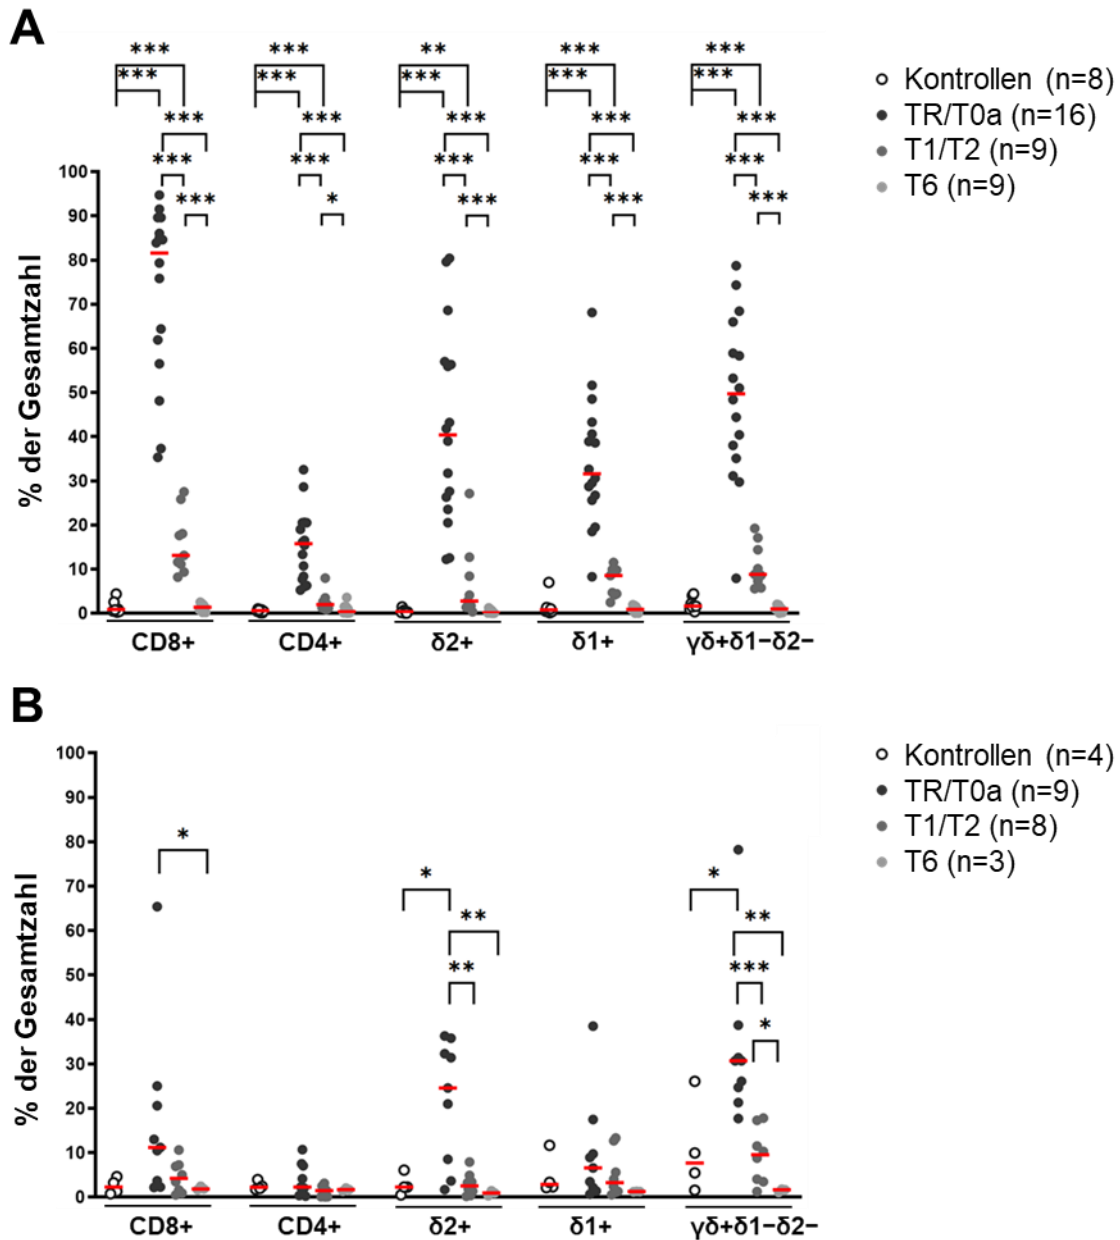 A
*** *** ** *** ***
*** *** *** *** ***
*** *** *** *** ***
*** *** *** *** ***
*** * *** *** ***
Kontrollen (n=8)
TR/T0a (n=16)
T1/T2 (n=9)
T6 (n=9)
% der Gesamtzahl
100
90
80
70
60
50
40
30
20
10
0
CD8+ CD4+ δ2+ δ1+ γδ+δ1−δ2−
B
Kontrollen (n=4)
TR/T0a (n=9)
T1/T2 (n=8)
T6 (n=3)
% der Gesamtzahl
100
90
80
70
60
50
40
30
20
10
0
*
* *
** **
** ***
*
CD8+ CD4+ δ2+ δ1+ γδ+δ1−δ2−